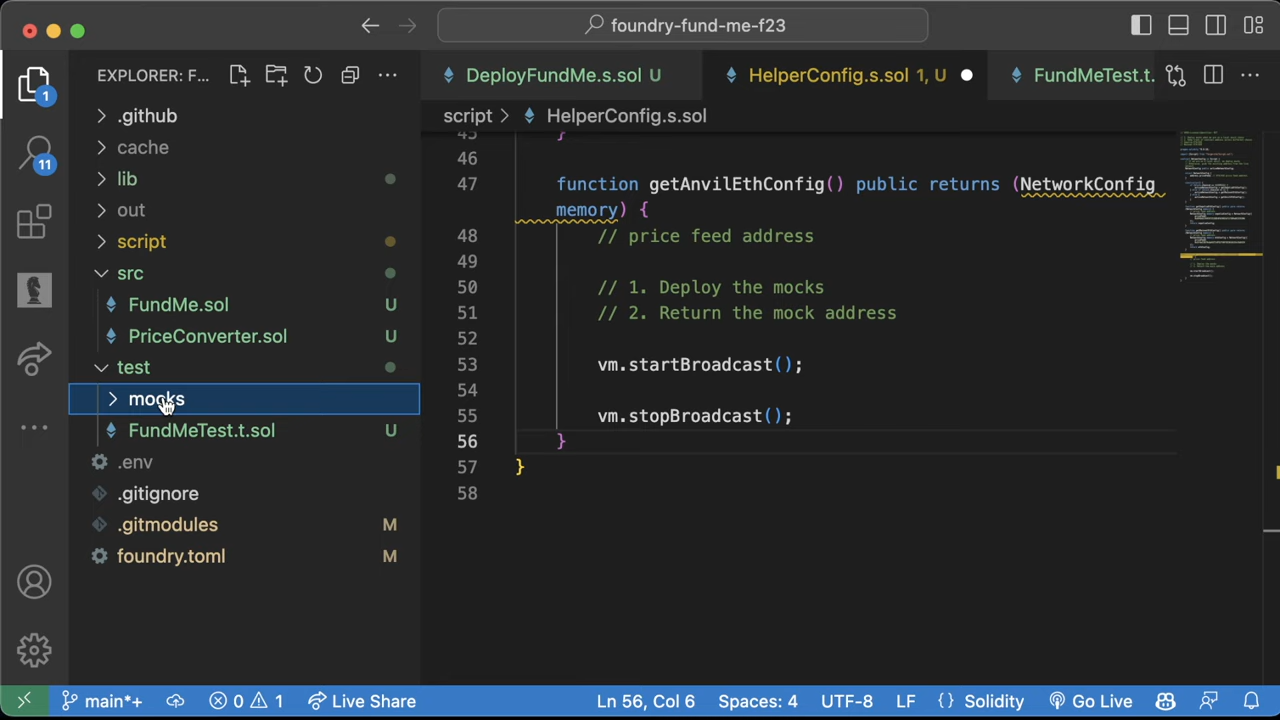 foundry-fund-me-f23
EXPLORER: F...
DeployFundMe.s.sol U
HelperConfig.s.sol 1, U
FundMeTest.t.
1
11
script > HelperConfig.s.sol
.github
cache
lib
out
script
src
FundMe.sol U
PriceConverter.sol U
test
mocks
FundMeTest.t.sol U
.env
.gitignore
.gitmodules M
foundry.toml M
45 }
46
47 function getAnvilEthConfig() public returns (NetworkConfig
memory) {
48 // price feed address
49
50 // 1. Deploy the mocks
51 // 2. Return the mock address
52
53 vm.startBroadcast();
54
55 vm.stopBroadcast();
56 }
57 }
58
main*+ 0 1 Live Share Ln 56, Col 6 Spaces: 4 UTF-8 LF {} Solidity Go Live